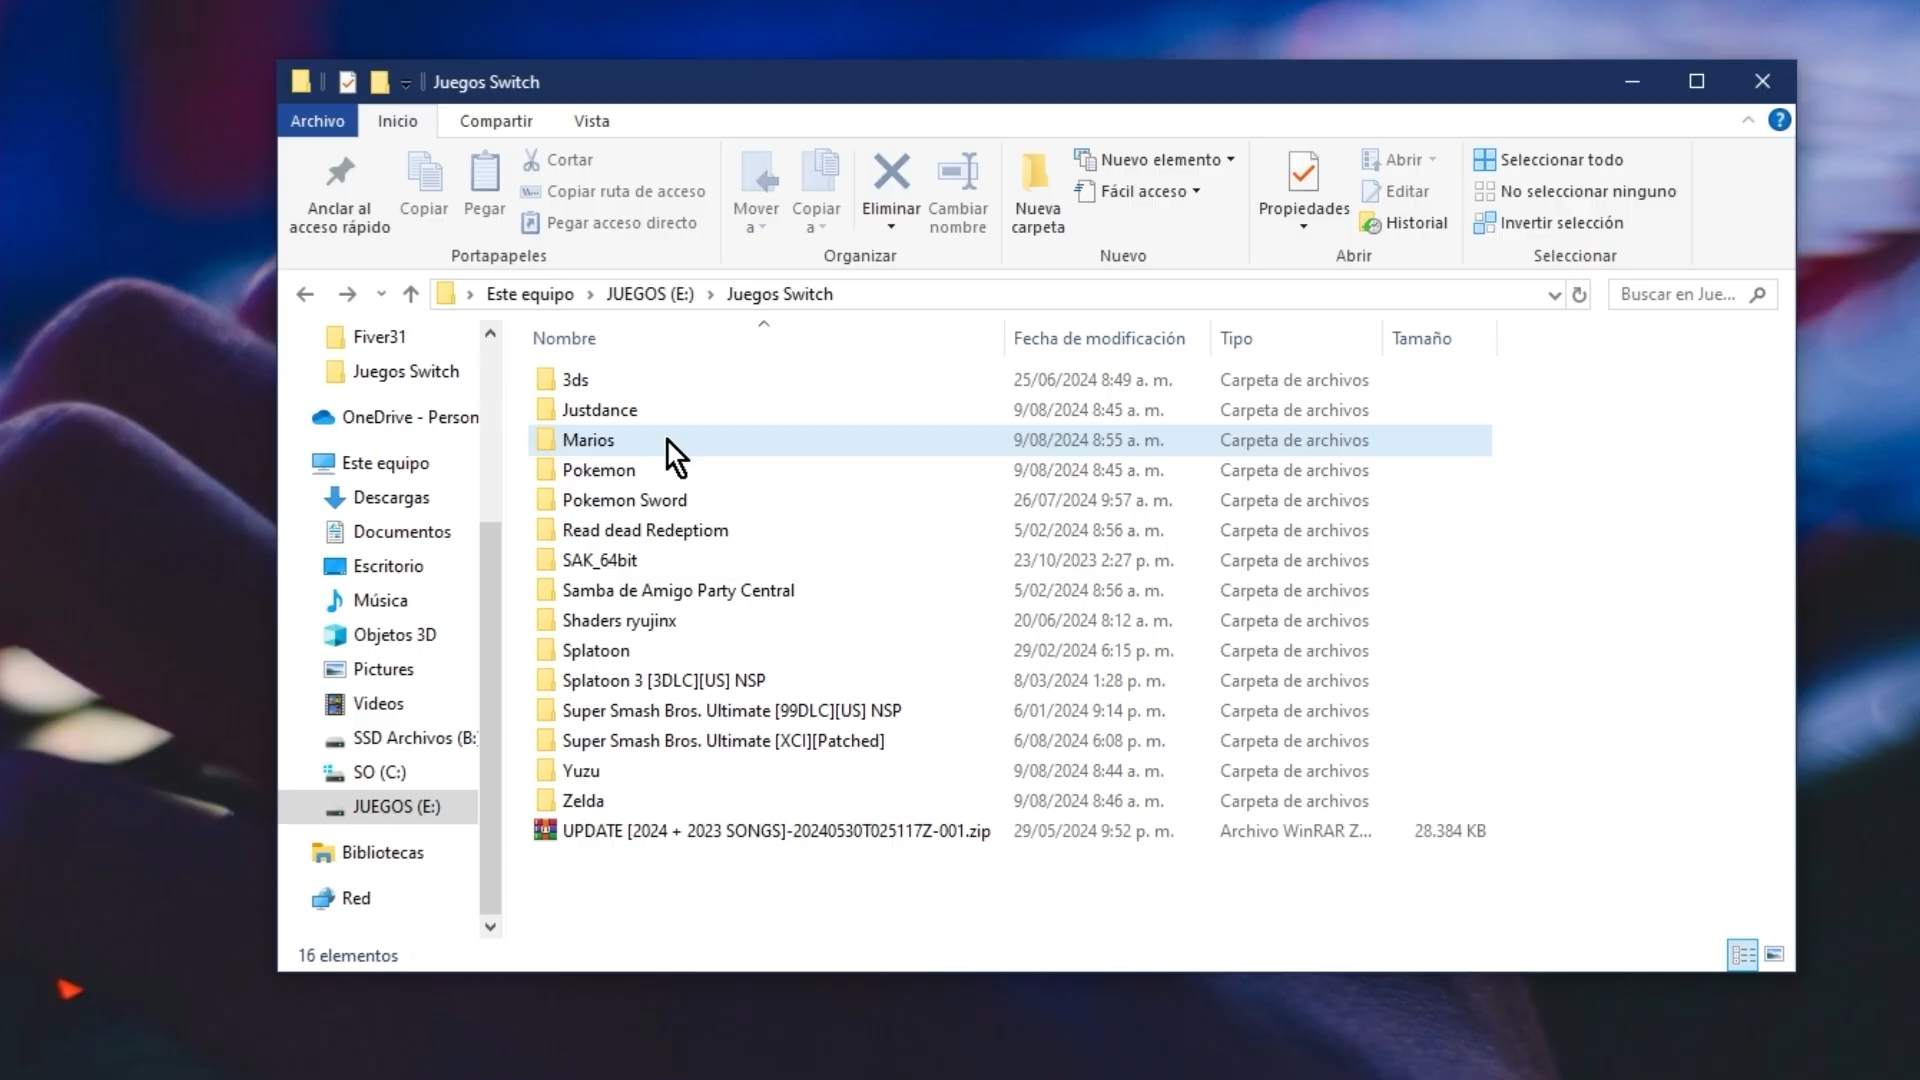 Juegos Switch
Archivo Inicio Compartir Vista
Anclar al acceso rápido
Copiar
Pegar
Cortar
Copiar ruta de acceso
Pegar acceso directo
Portapapeles
Mover a
Copiar a
Eliminar
Cambiar nombre
Organizar
Nueva carpeta
Nuevo elemento
Fácil acceso
Nuevo
Propiedades
Abrir
Editar
Historial
Abrir
Seleccionar todo
No seleccionar ninguno
Invertir selección
Seleccionar
Este equipo > JUEGOS (E:) > Juegos Switch
Buscar en Jue...
Fiver31
Juegos Switch
OneDrive - Person
Este equipo
Descargas
Documentos
Escritorio
Música
Objetos 3D
Pictures
Videos
SSD Archivos (B:
SO (C:)
JUEGOS (E:)
Bibliotecas
Red
Nombre Fecha de modificación Tipo Tamaño
3ds 25/06/2024 8:49 a. m. Carpeta de archivos
Justdance 9/08/2024 8:45 a. m. Carpeta de archivos
Marios 9/08/2024 8:55 a. m. Carpeta de archivos
Pokemon 9/08/2024 8:45 a. m. Carpeta de archivos
Pokemon Sword 26/07/2024 9:57 a. m. Carpeta de archivos
Read dead Redeptiom 5/02/2024 8:56 a. m. Carpeta de archivos
SAK_64bit 23/10/2023 2:27 p. m. Carpeta de archivos
Samba de Amigo Party Central 5/02/2024 8:56 a. m. Carpeta de archivos
Shaders ryujinx 20/06/2024 8:12 a. m. Carpeta de archivos
Splatoon 29/02/2024 6:15 p. m. Carpeta de archivos
Splatoon 3 [3DLC][US] NSP 8/03/2024 1:28 p. m. Carpeta de archivos
Super Smash Bros. Ultimate [99DLC][US] NSP 6/01/2024 9:14 p. m. Carpeta de archivos
Super Smash Bros. Ultimate [XCI][Patched] 6/08/2024 6:08 p. m. Carpeta de archivos
Yuzu 9/08/2024 8:44 a. m. Carpeta de archivos
Zelda 9/08/2024 8:46 a. m. Carpeta de archivos
UPDATE [2024 + 2023 SONGS]-20240530T025117Z-001.zip 29/05/2024 9:52 p. m. Archivo WinRAR Z... 28.384 KB
16 elementos